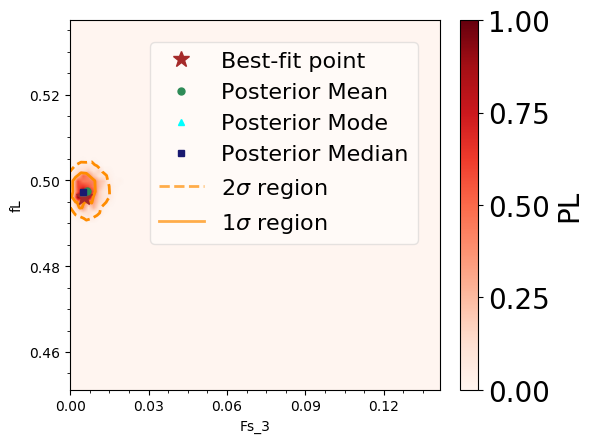 Best-fit point
Posterior Mean
Posterior Mode
Posterior Median
2σ region
1σ region
0.52
0.50
0.48
0.46
fL
0.00
0.03
0.06
0.09
0.12
Fs_3
1.00
0.75
0.50
0.25
0.00
PL